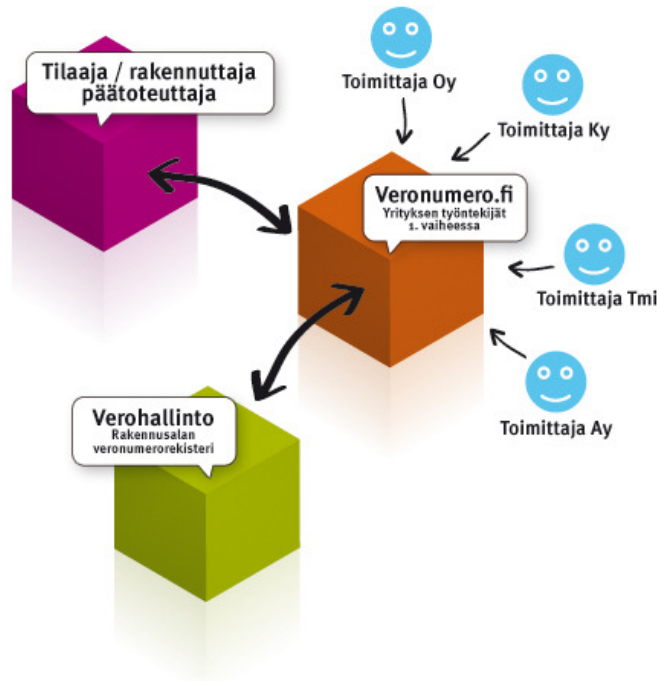 Tilaaja / rakennuttaja
päätoteuttaja
Toimittaja Oy
Toimittaja Ky
Veronumero.fi
Yrityksen työntekijät
1. vaiheessa
Toimittaja Tmi
Toimittaja Ay
Verohallinto
Rakennusalan
veronumerorekisteri